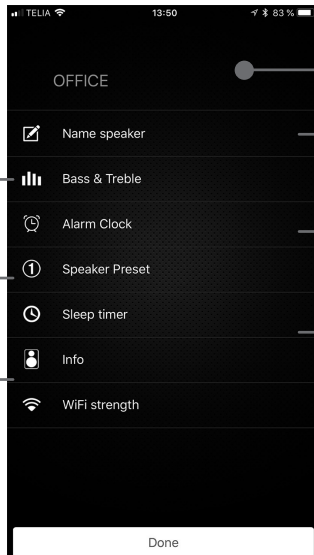 TELIA 13:50 83 %
OFFICE
Name speaker
Bass & Treble
Alarm Clock
1 Speaker Preset
Sleep timer
Info
WiFi strength
Done